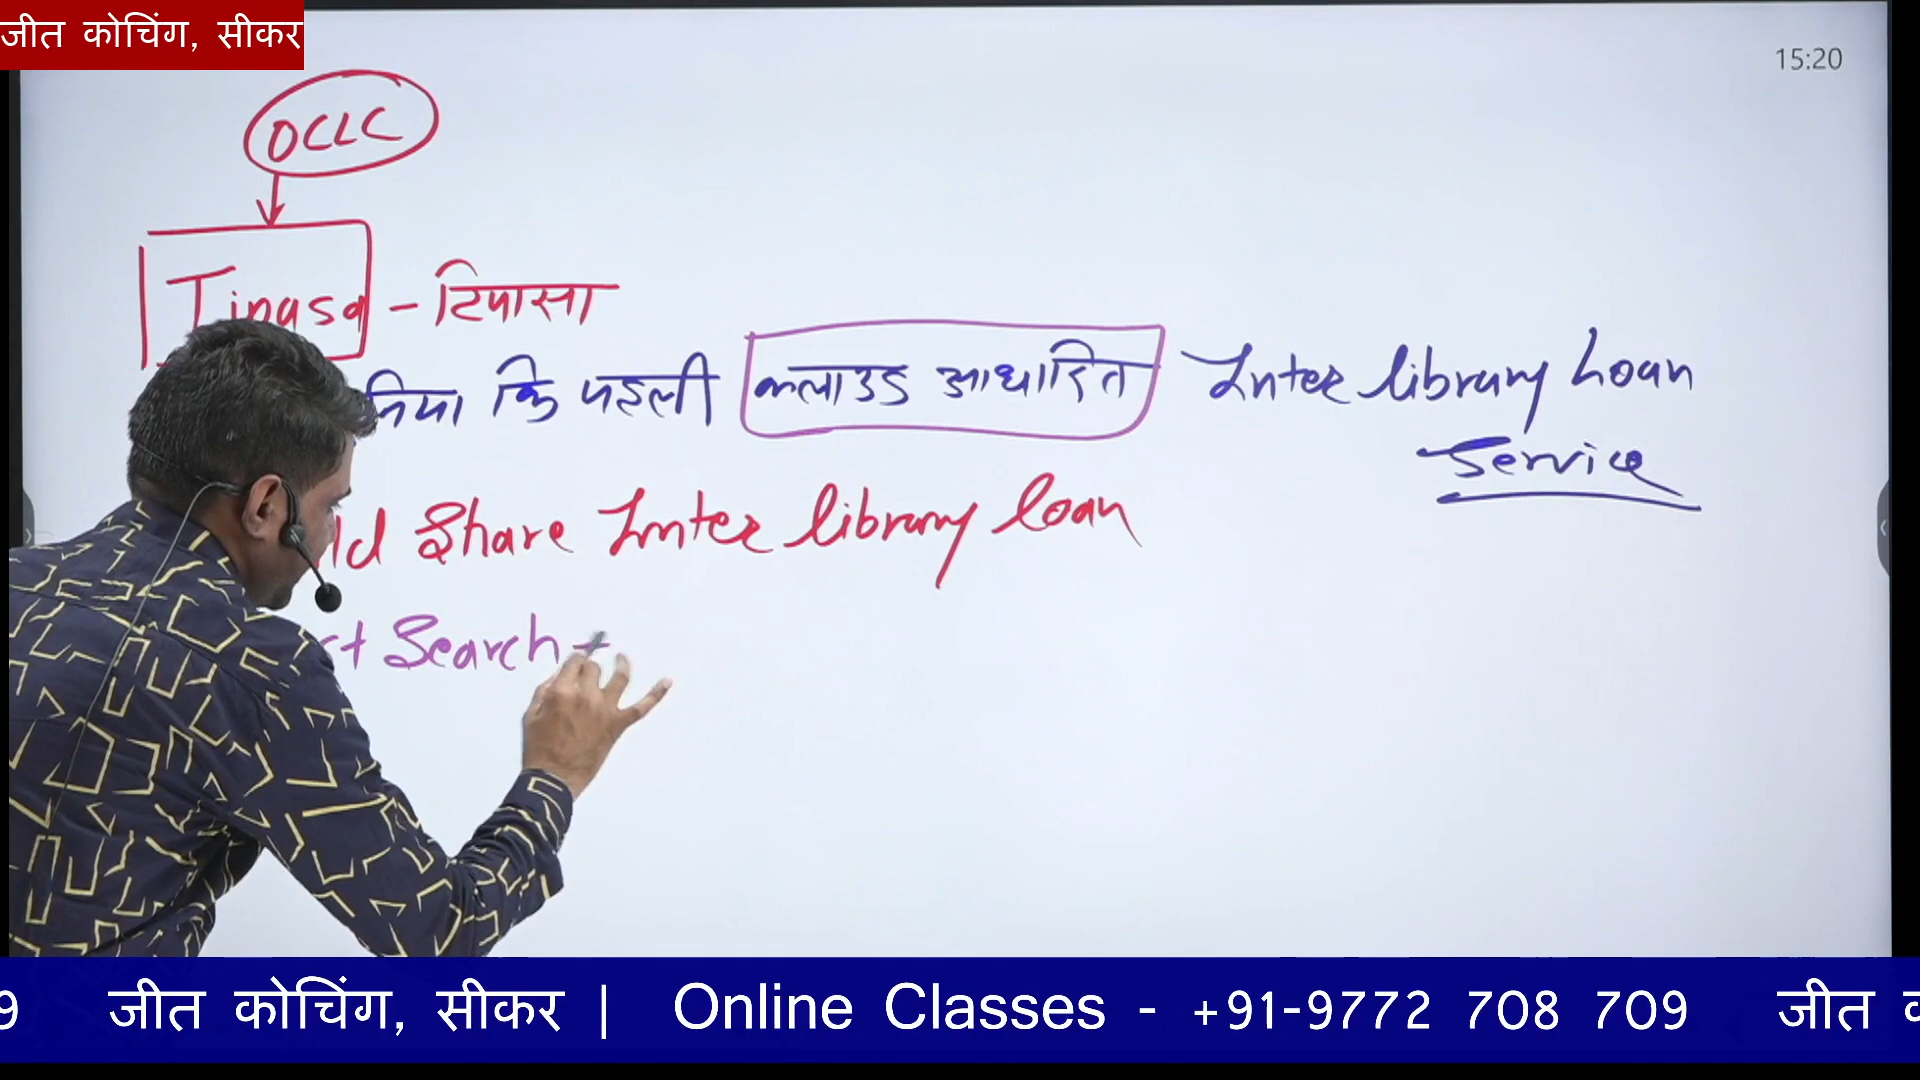 जीत कोचिंग, सीकर
15:20
OCLC
Tipasa - टिपासा
कि पहली क्लाउड आधारित Inter library Loan
Service
Share Inter library loan
Search -
9 जीत कोचिंग, सीकर | Online Classes - +91-9772 708 709 जीत